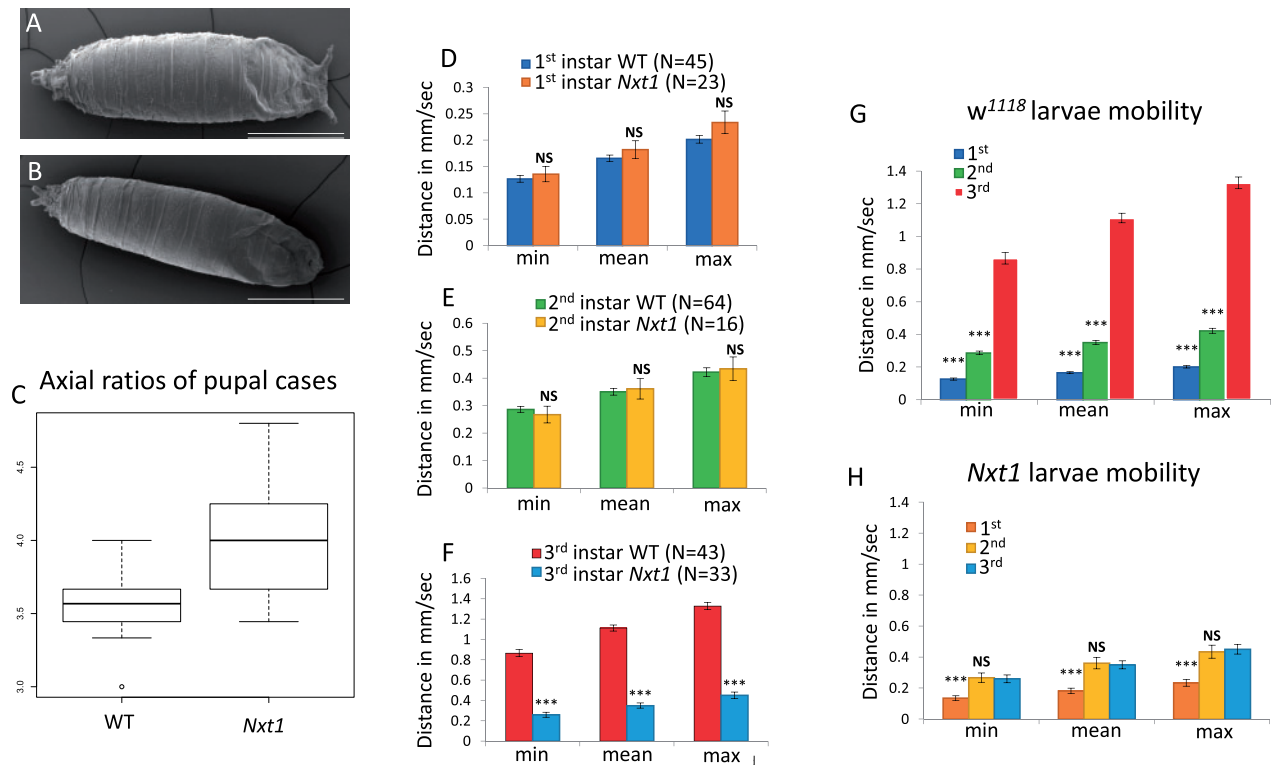 A
B
C Axial ratios of pupal cases
4.5
4.0
3.5
3.0
WT Nxt1
D
1st instar WT (N=45)
1st instar Nxt1 (N=23)
Distance in mm/sec
0.3
0.25
0.2
0.15
0.1
0.05
0
NS NS NS
min mean max
E
2nd instar WT (N=64)
2nd instar Nxt1 (N=16)
Distance in mm/sec
0.6
0.5
0.4
0.3
0.2
0.1
0
NS NS NS
min mean max
F
3rd instar WT (N=43)
3rd instar Nxt1 (N=33)
Distance in mm/sec
1.6
1.4
1.2
1
0.8
0.6
0.4
0.2
0
*** *** ***
min mean max
G w1118 larvae mobility
1st
2nd
3rd
Distance in mm/sec
1.4
1.2
1
0.8
0.6
0.4
0.2
0
*** *** *** *** *** ***
min mean max
H Nxt1 larvae mobility
1st
2nd
3rd
Distance in mm/sec
1.4
1.2
1
0.8
0.6
0.4
0.2
0
*** NS *** NS *** NS
min mean max